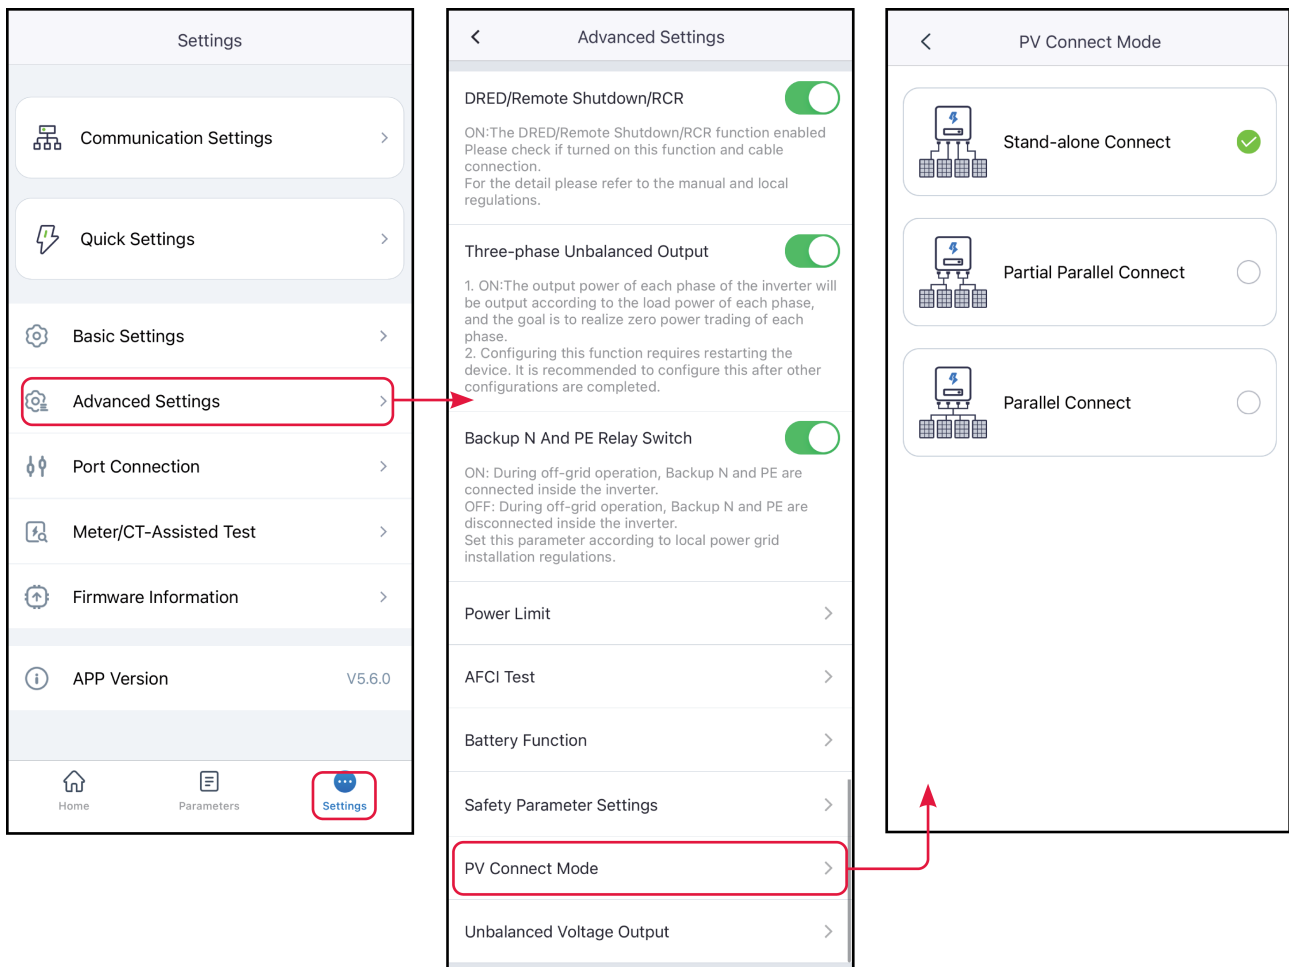 Settings
Communication Settings
Quick Settings
Basic Settings
Advanced Settings
Port Connection
Meter/CT-Assisted Test
Firmware Information
APP Version
V5.6.0
Home
Parameters
Settings
Advanced Settings
DRED/Remote Shutdown/RCR
ON:The DRED/Remote Shutdown/RCR function enabled
Please check if turned on this function and cable
connection.
For the detail please refer to the manual and local
regulations.
Three-phase Unbalanced Output
1. ON:The output power of each phase of the inverter will
be output according to the load power of each phase,
and the goal is to realize zero power trading of each
phase.
2. Configuring this function requires restarting the
device. It is recommended to configure this after other
configurations are completed.
Backup N And PE Relay Switch
ON: During off-grid operation, Backup N and PE are
connected inside the inverter.
OFF: During off-grid operation, Backup N and PE are
disconnected inside the inverter.
Set this parameter according to local power grid
installation regulations.
Power Limit
AFCI Test
Battery Function
Safety Parameter Settings
PV Connect Mode
Unbalanced Voltage Output
PV Connect Mode
Stand-alone Connect
Partial Parallel Connect
Parallel Connect